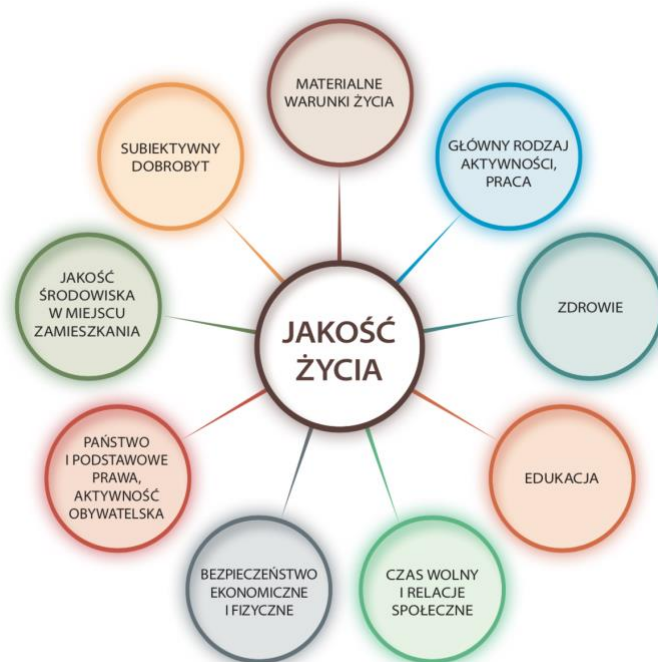 MATERIALNE
WARUNKI ŻYCIA
GŁÓWNY RODZAJ
AKTYWNOŚCI,
PRACA
ZDROWIE
EDUKACJA
CZAS WOLNY
I RELACJE
SPOŁECZNE
BEZPIECZEŃSTWO
EKONOMICZNE
I FIZYCZNE
PAŃSTWO
I PODSTAWOWE
PRAWA,
AKTYWNOŚĆ
OBYWATELSKA
JAKOŚĆ
ŚRODOWISKA
W MIEJSCU
ZAMIESZKANIA
SUBIEKTYWNY
DOBROBYT
JAKOŚĆ
ŻYCIA